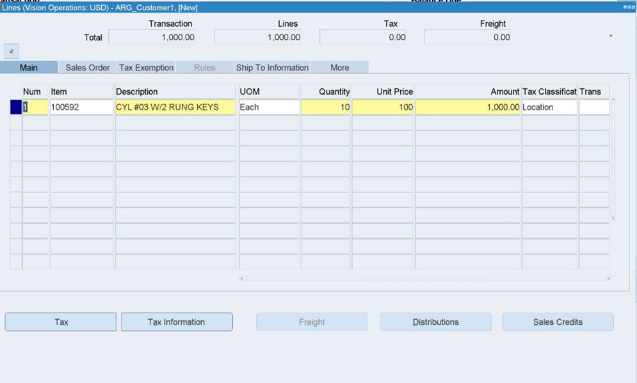 Lines (Vision Operations: USD) - ARG_Customer1, [New]
Transaction Lines Tax Freight
Total 1,000.00 1,000.00 0.00 0.00
Main Sales Order Tax Exemption Rules Ship To Information More
Num Item Description UOM Quantity Unit Price Amount Tax Classificat Trans
1 100592 CYL #03 W/2 RUNG KEYS Each 10 100 1,000.00 Location
Tax Tax Information Freight Distributions Sales Credits